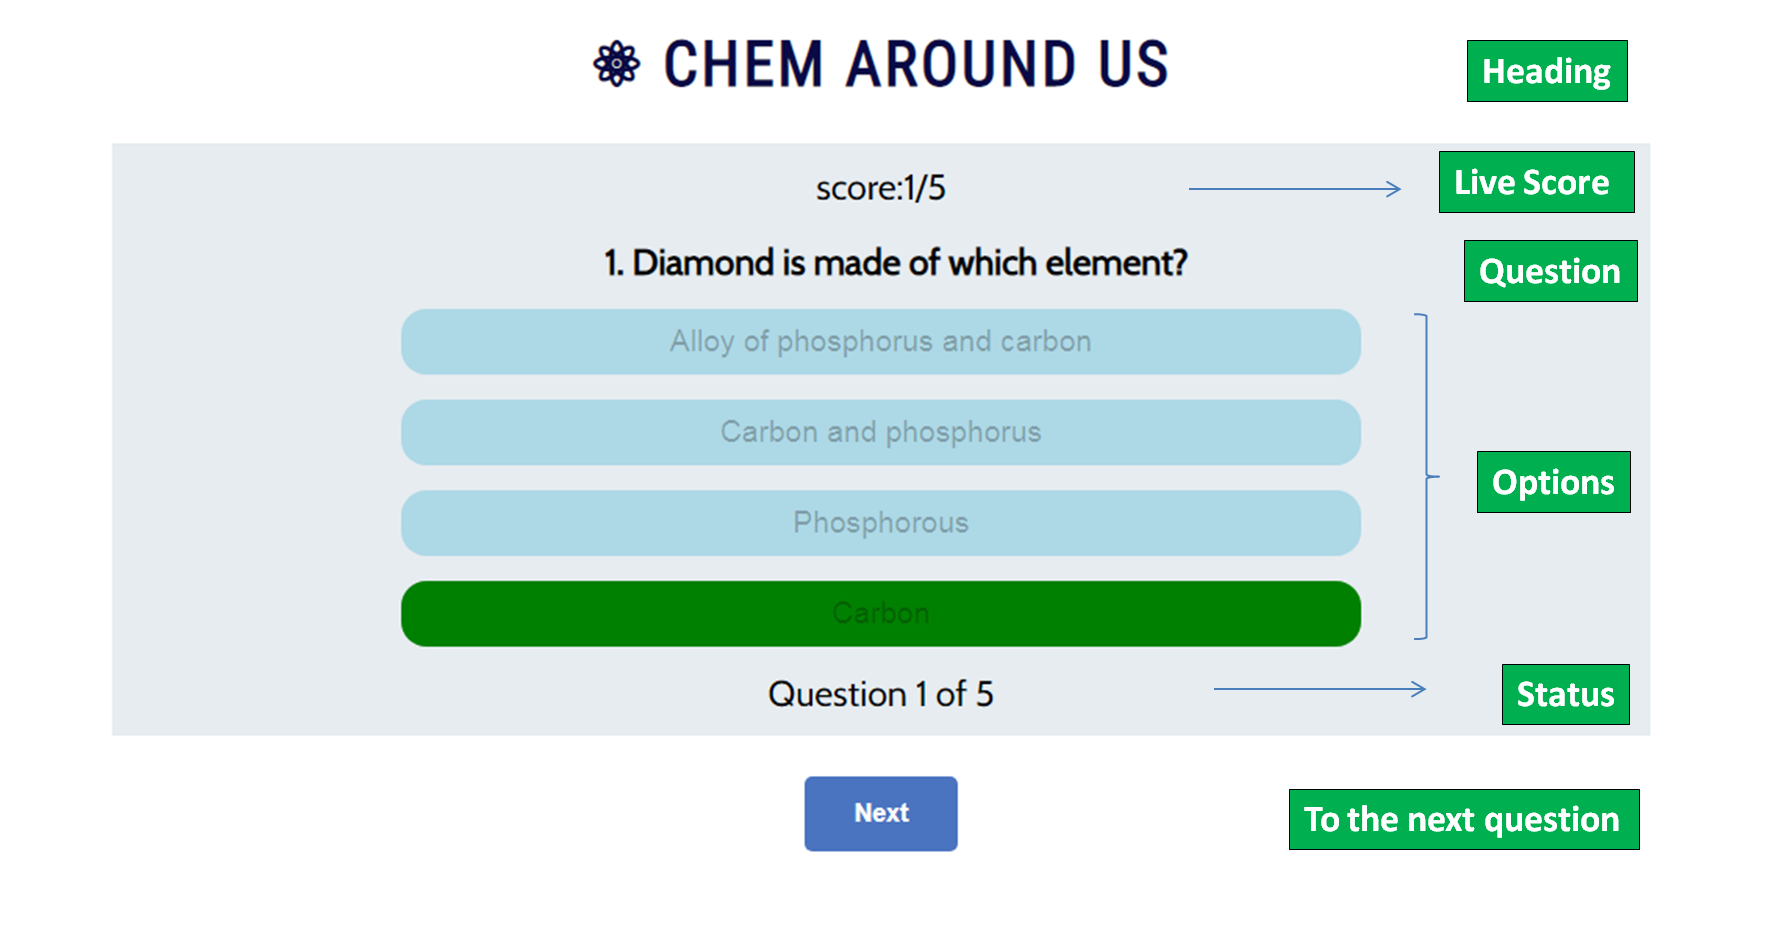 CHEM AROUND US
Heading
score:1/5
Live Score
1. Diamond is made of which element?
Question
Alloy of phosphorus and carbon
Carbon and phosphorus
Phosphorous
Options
Carbon
Question 1 of 5
Status
Next
To the next question